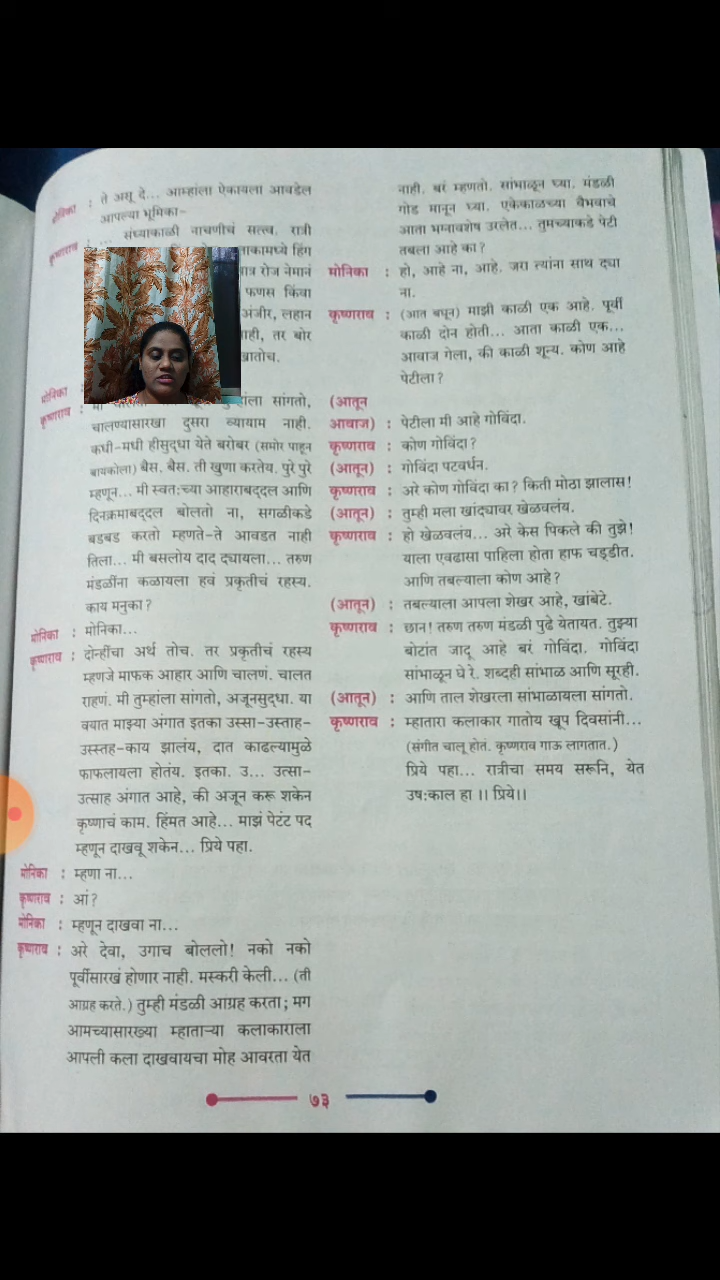 मोनिका : ते असू दे... आम्हांला ऐकायला आवडेल
आपल्या भूमिका–
कृष्णराव : ... संध्याकाळी नाचणीचं सत्त्व. रात्री
ाकामध्ये हिंग
ात्र रोज नेमानं
फणस किंवा
अंजीर, लहान
ाही, तर बोर
खातोच.
मोनिका :
कृष्णराव :
ला सांगतो,
चालण्यासारखा दुसरा व्यायाम नाही.
कधी-मधी हीसुद्धा येते बरोबर (समोर पाहून
बायकोला) बैस. बैस. ती खुणा करतेय. पुरे पुरे
म्हणून... मी स्वतःच्या आहाराबद्दल आणि
दिनक्रमाबद्दल बोलतो ना, सगळीकडे
बडबड करतो म्हणते-ते आवडत नाही
तिला... मी बसलोय दाद द्यायला... तरुण
मंडळींना कळायला हवं प्रकृतीचं रहस्य.
काय मनुका?
मोनिका : मोनिका...
कृष्णराव : दोन्हींचा अर्थ तोच. तर प्रकृतीचं रहस्य
म्हणजे माफक आहार आणि चालणं. चालत
राहणं. मी तुम्हांला सांगतो, अजूनसुद्धा. या
वयात माझ्या अंगात इतका उस्सा-उस्ताह-
उस्स्तह-काय झालंय, दात काढल्यामुळे
फाफलायला होतंय. इतका. उ... उत्सा-
उत्साह अंगात आहे, की अजून करू शकेन
कृष्णाचं काम. हिंमत आहे... माझं पेटंट पद
म्हणून दाखवू शकेन... प्रिये पहा.
मोनिका : म्हणा ना...
कृष्णराव : आं?
मोनिका : म्हणून दाखवा ना...
कृष्णराव : अरे देवा, उगाच बोललो! नको नको
पूर्वीसारखं होणार नाही. मस्करी केली... (ती
आग्रह करते.) तुम्ही मंडळी आग्रह करता; मग
आमच्यासारख्या म्हाताऱ्या कलाकाराला
आपली कला दाखवायचा मोह आवरता येत
नाही. बरं म्हणतो. सांभाळून घ्या. मंडळी
गोड मानून घ्या. एकेकाळच्या वैभवाचे
आता भग्नावशेष उरलेत... तुमच्याकडे पेटी
तबला आहे का?
मोनिका : हो, आहे ना, आहे. जरा त्यांना साथ द्या
ना.
कृष्णराव : (आत बघून) माझी काळी एक आहे. पूर्वी
काळी दोन होती... आता काळी एक...
आवाज गेला, की काळी शून्य. कोण आहे
पेटीला?
(आतून
आवाज) : पेटीला मी आहे गोविंदा.
कृष्णराव : कोण गोविंदा?
(आतून) : गोविंदा पटवर्धन.
कृष्णराव : अरे कोण गोविंदा का? किती मोठा झालास!
(आतून) : तुम्ही मला खांद्यावर खेळवलंय.
कृष्णराव : हो खेळवलंय... अरे केस पिकले की तुझे!
याला एवढासा पाहिला होता हाफ चड्डीत.
आणि तबल्याला कोण आहे?
(आतून) : तबल्याला आपला शेखर आहे, खांबेटे.
कृष्णराव : छान! तरुण तरुण मंडळी पुढे येतायत. तुझ्या
बोटांत जादू आहे बरं गोविंदा. गोविंदा
सांभाळून घे रे. शब्दही सांभाळ आणि सूरही.
(आतून) : आणि ताल शेखरला सांभाळायला सांगतो.
कृष्णराव : म्हातारा कलाकार गातोय खूप दिवसांनी...
(संगीत चालू होतं. कृष्णराव गाऊ लागतात.)
प्रिये पहा... रात्रीचा समय सरूनि, येत
उष:काल हा ।। प्रिये।।
७३